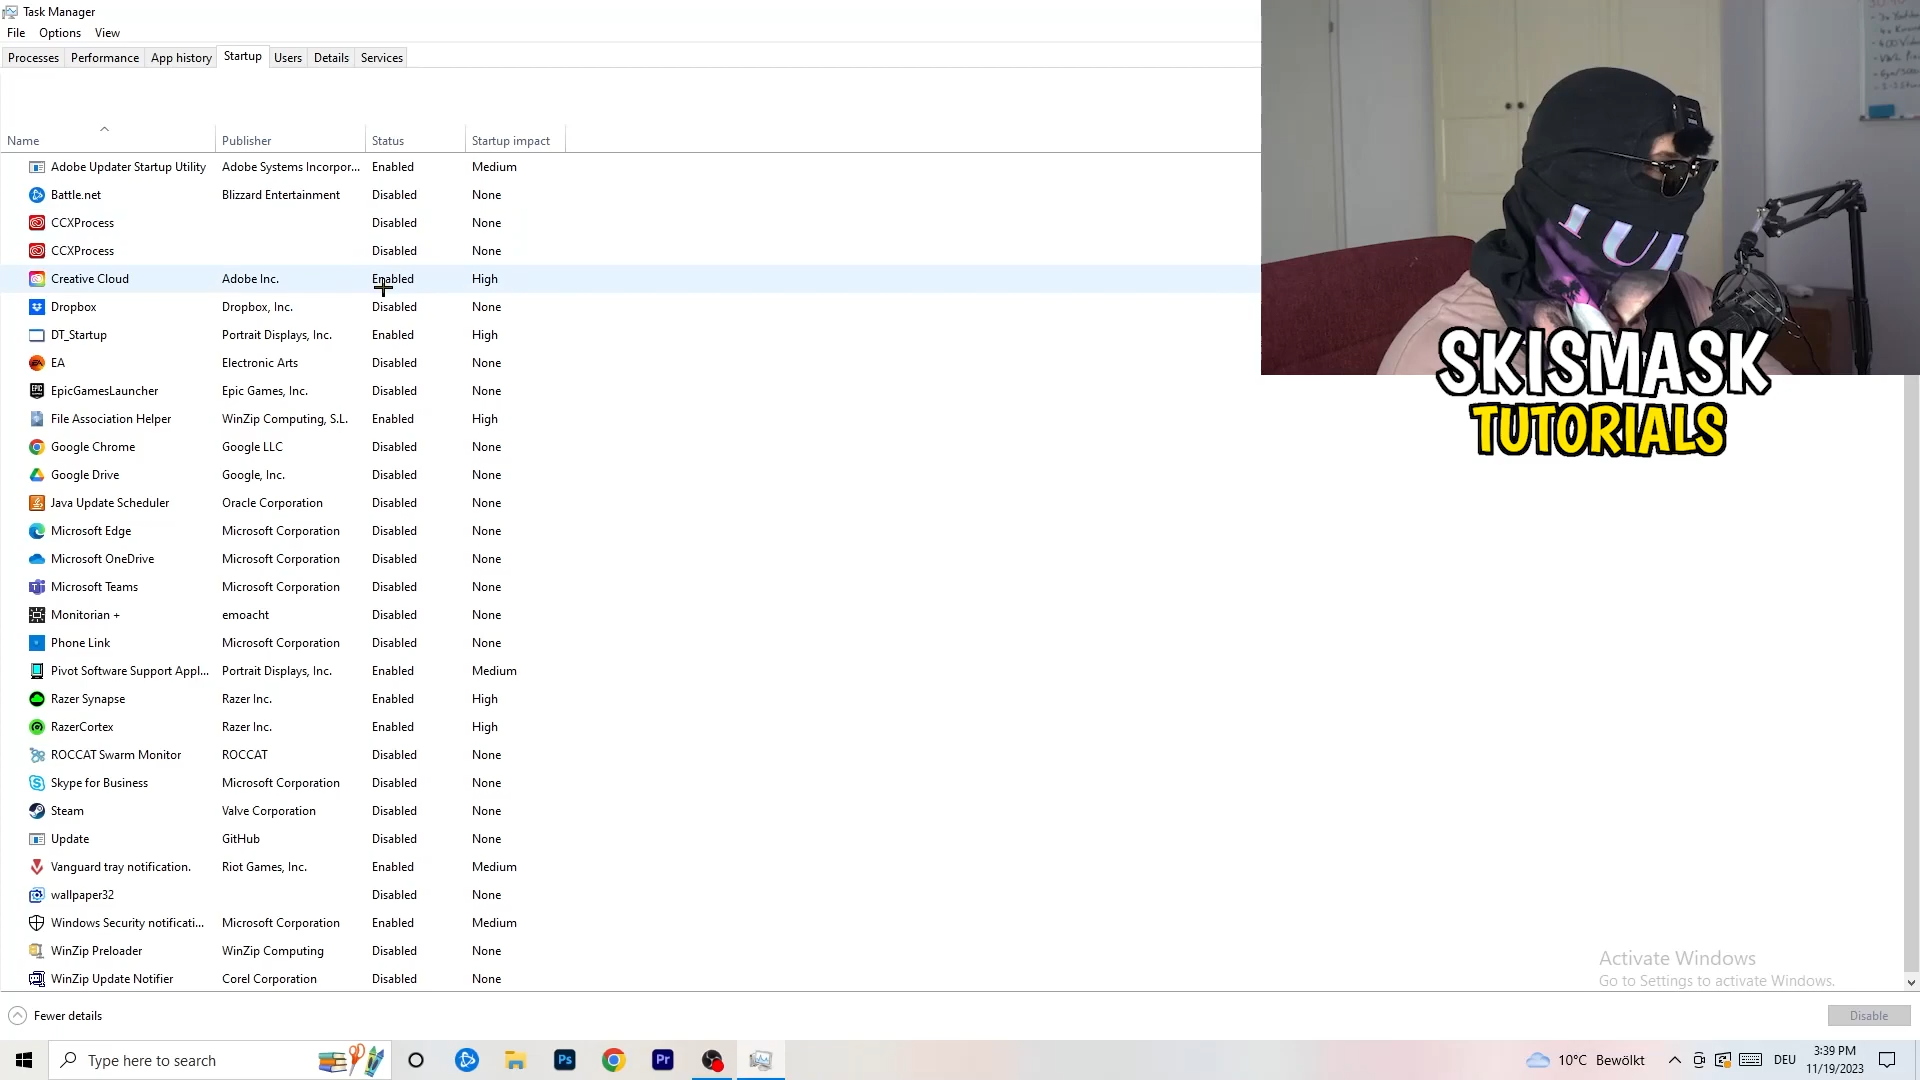 Task Manager
File Options View
Processes Performance App history Startup Users Details Services
Name Publisher Status Startup impact
Adobe Updater Startup Utility Adobe Systems Incorpor... Enabled Medium
Battle.net Blizzard Entertainment Disabled None
CCXProcess Disabled None
CCXProcess Disabled None
Creative Cloud Adobe Inc. Enabled High
Dropbox Dropbox, Inc. Disabled None
DT_Startup Portrait Displays, Inc. Enabled High
EA Electronic Arts Disabled None
EpicGamesLauncher Epic Games, Inc. Disabled None
File Association Helper WinZip Computing, S.L. Enabled High
Google Chrome Google LLC Disabled None
Google Drive Google, Inc. Disabled None
Java Update Scheduler Oracle Corporation Disabled None
Microsoft Edge Microsoft Corporation Disabled None
Microsoft OneDrive Microsoft Corporation Disabled None
Microsoft Teams Microsoft Corporation Disabled None
Monitorian + emoacht Disabled None
Phone Link Microsoft Corporation Disabled None
Pivot Software Support Appl... Portrait Displays, Inc. Enabled Medium
Razer Synapse Razer Inc. Enabled High
RazerCortex Razer Inc. Enabled High
ROCCAT Swarm Monitor ROCCAT Disabled None
Skype for Business Microsoft Corporation Disabled None
Steam Valve Corporation Disabled None
Update GitHub Disabled None
Vanguard tray notification. Riot Games, Inc. Enabled Medium
wallpaper32 Disabled None
Windows Security notificati... Microsoft Corporation Enabled Medium
WinZip Preloader WinZip Computing Disabled None
WinZip Update Notifier Corel Corporation Disabled None
SKISMASK
TUTORIALS
Activate Windows
Go to Settings to activate Windows.
Fewer details
Disable
Type here to search
Ps
Pr
10°C Bewölkt
DEU
3:39 PM
11/19/2023